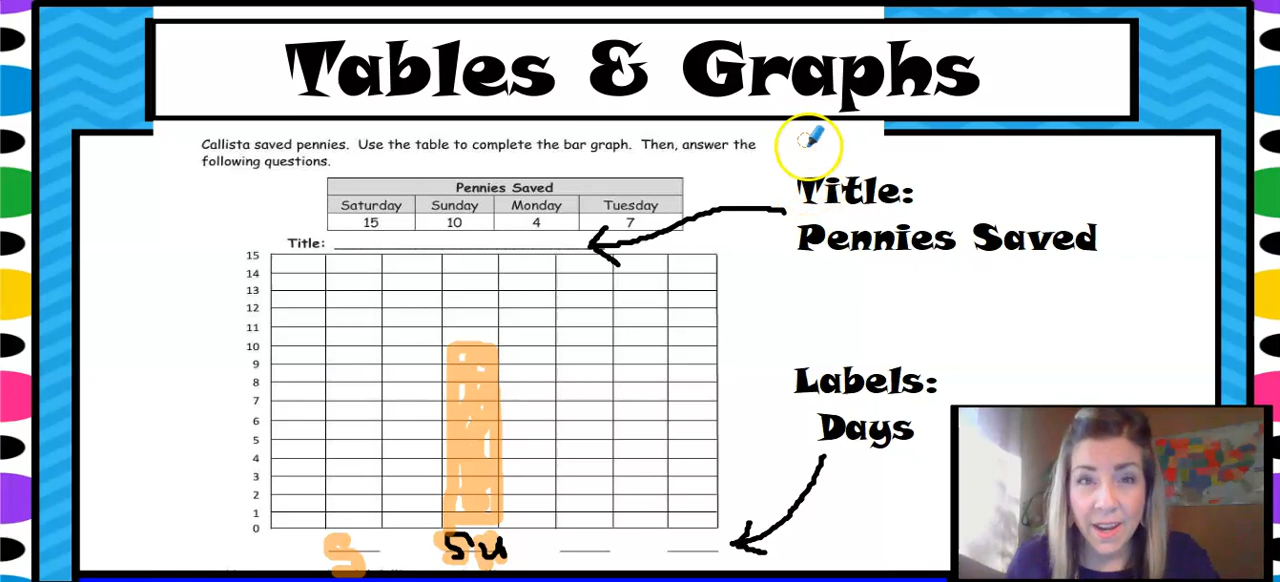 Tables & Graphs
Callista saved pennies. Use the table to complete the bar graph. Then, answer the
following questions.
Pennies Saved
Saturday Sunday Monday Tuesday
15 10 4 7
Title:
15
14
13
12
11
10
9
8
7
6
5
4
3
2
1
0
S Su
Title:
Pennies Saved
Labels:
Days